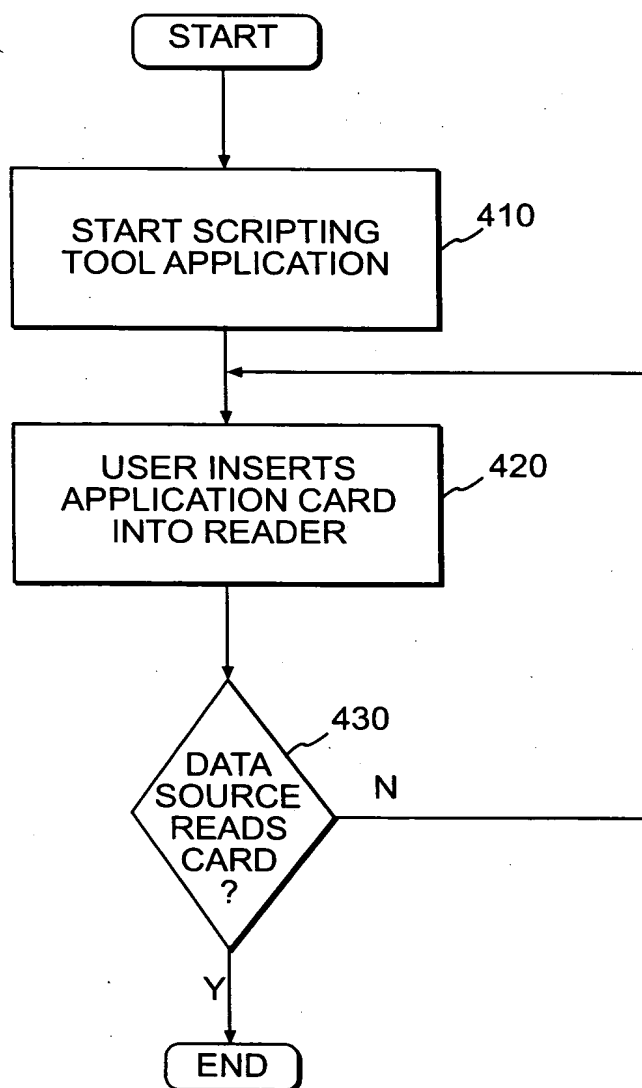 START
START SCRIPTING
TOOL APPLICATION
410
USER INSERTS
APPLICATION CARD
INTO READER
420
430
DATA
SOURCE
READS
CARD
?
N
Y
END